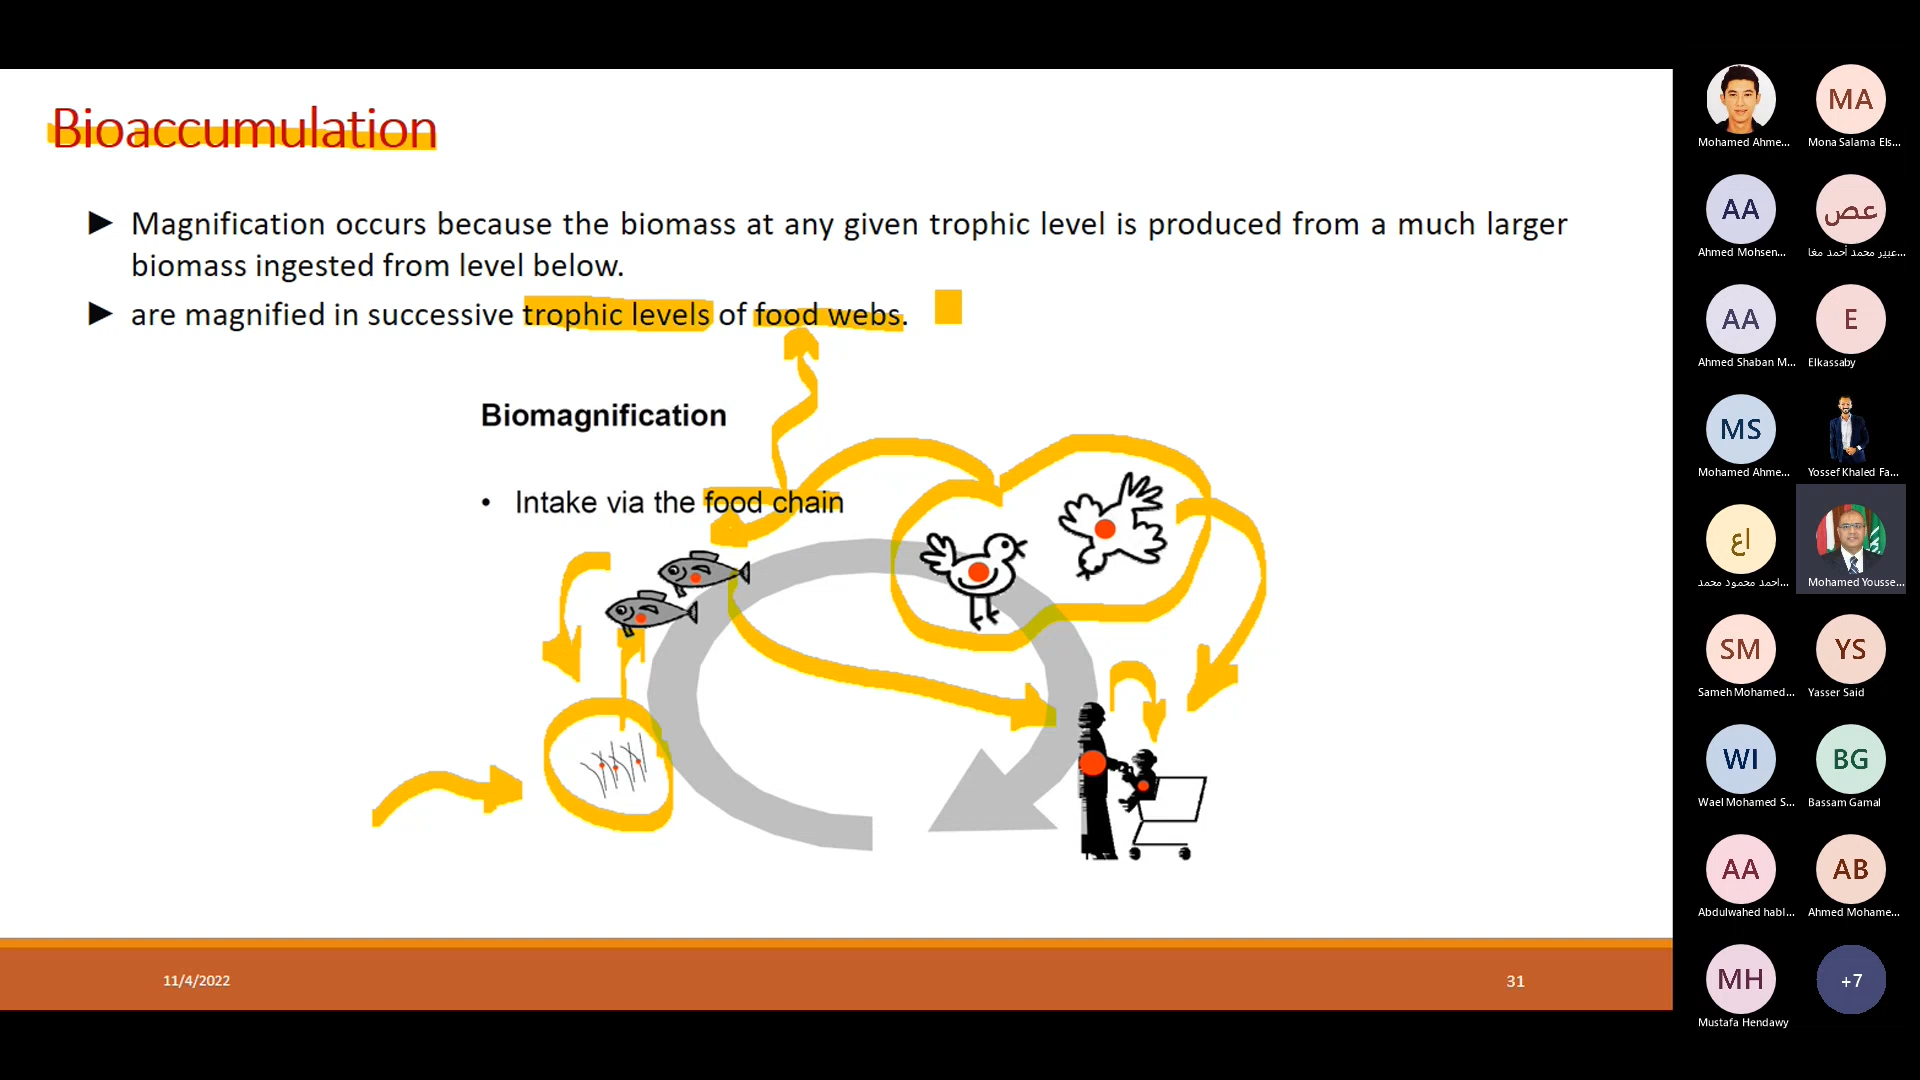 Bioaccumulation
► Magnification occurs because the biomass at any given trophic level is produced from a much larger
biomass ingested from level below.
► are magnified in successive trophic levels of food webs.
Biomagnification
• Intake via the food chain
11/4/2022
31
Mohamed Ahme...
MA
Mona Salama Els...
AA
Ahmed Mohsen...
عص
عبير محمد أحمد مغا...
AA
Ahmed Shaban M...
E
Elkassaby
MS
Mohamed Ahme...
Yossef Khaled Fa...
اع
احمد محمود محمد...
Mohamed Yousse...
SM
Sameh Mohamed...
YS
Yasser Said
WI
Wael Mohamed S...
BG
Bassam Gamal
AA
Abdulwahed habl...
AB
Ahmed Mohame...
MH
Mustafa Hendawy
+7